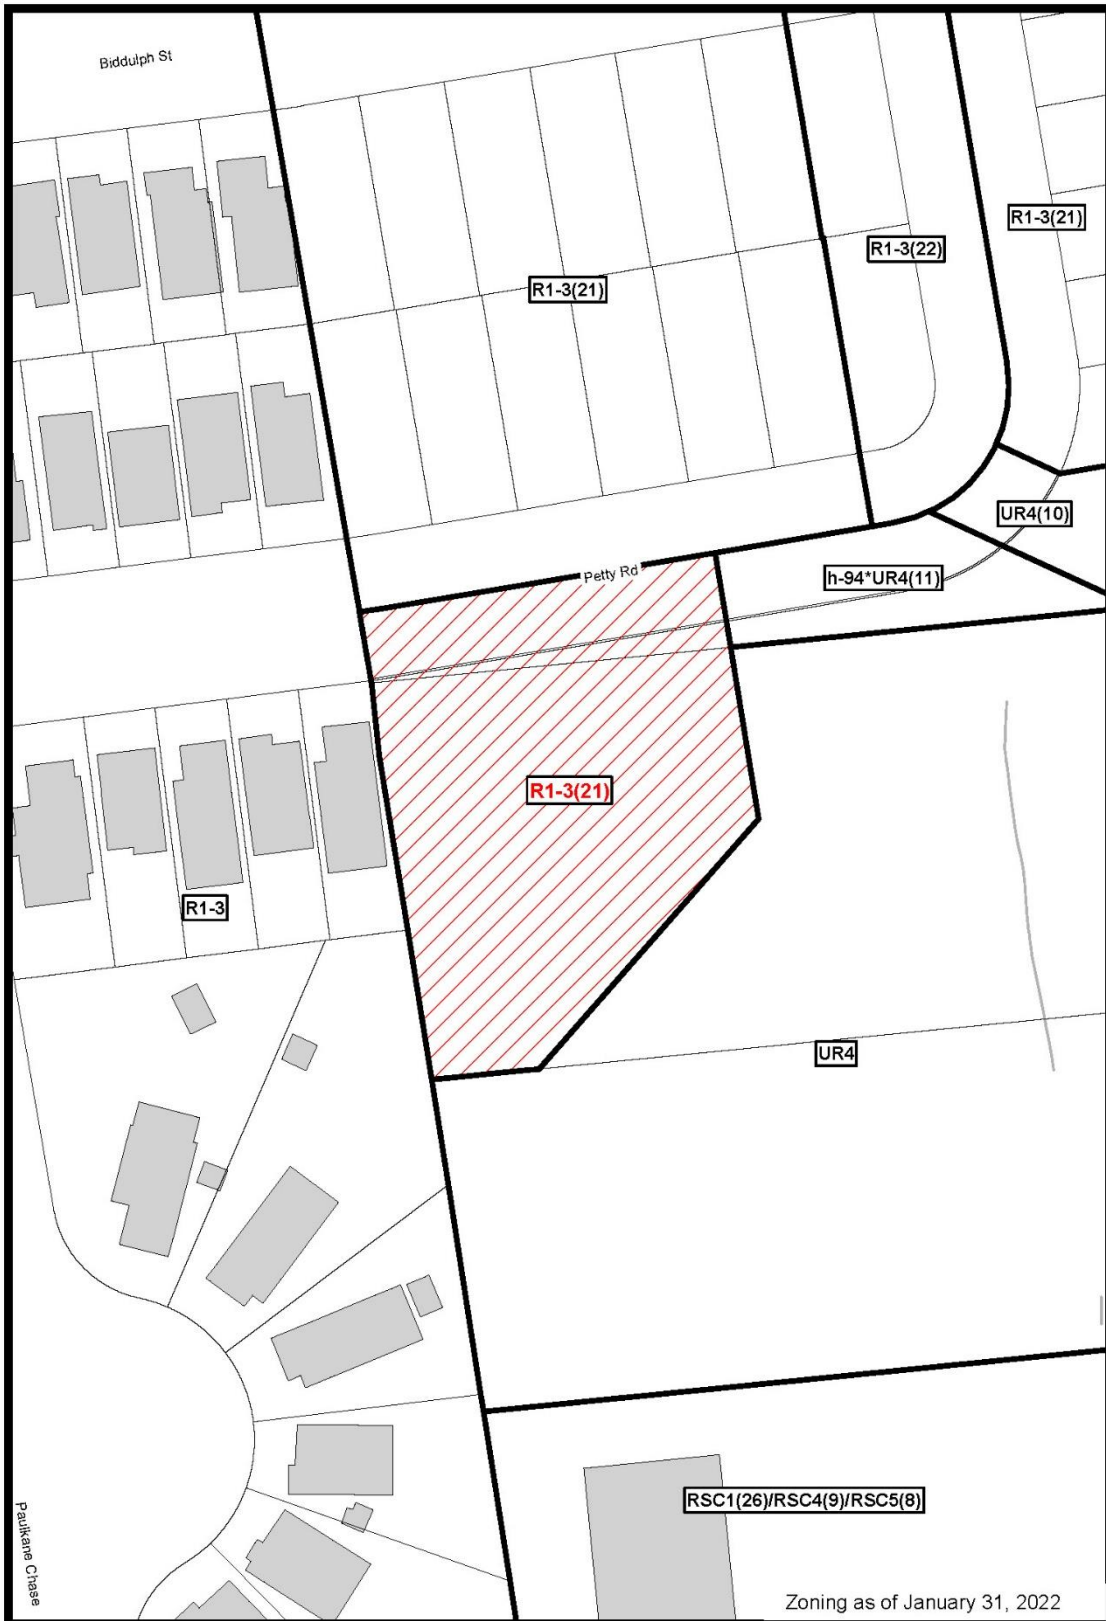 Biddulph St
R1-3(21)
R1-3(22)
R1-3(21)
UR4(10)
h-94*UR4(11)
Petty Rd
R1-3(21)
R1-3
UR4
RSC1(26)/RSC4(9)/RSC5(8)
Paulkane Chase
Zoning as of January 31, 2022